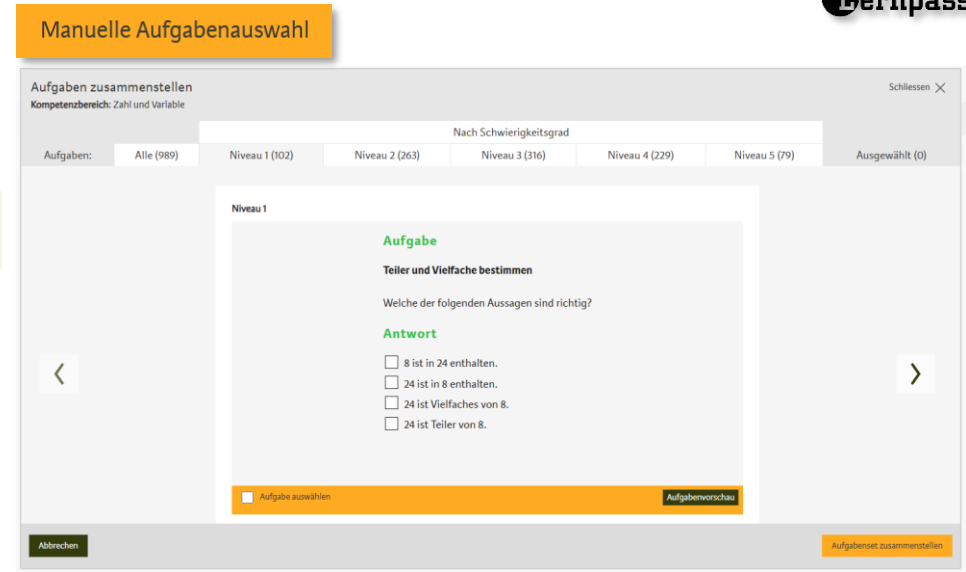 Lernpass
Manuelle Aufgabenauswahl
Aufgaben zusammenstellen
Schliessen
Kompetenzbereich: Zahl und Variable
Nach Schwierigkeitsgrad
Aufgaben: Alle (989) Niveau 1 (102) Niveau 2 (263) Niveau 3 (316) Niveau 4 (229) Niveau 5 (79) Ausgewählt (0)
Niveau 1
Aufgabe
Teiler und Vielfache bestimmen
Welche der folgenden Aussagen sind richtig?
Antwort
8 ist in 24 enthalten.
24 ist in 8 enthalten.
24 ist Vielfaches von 8.
24 ist Teiler von 8.
Aufgabe auswählen Aufgabenvorschau
Abbrechen Aufgabenset zusammenstellen